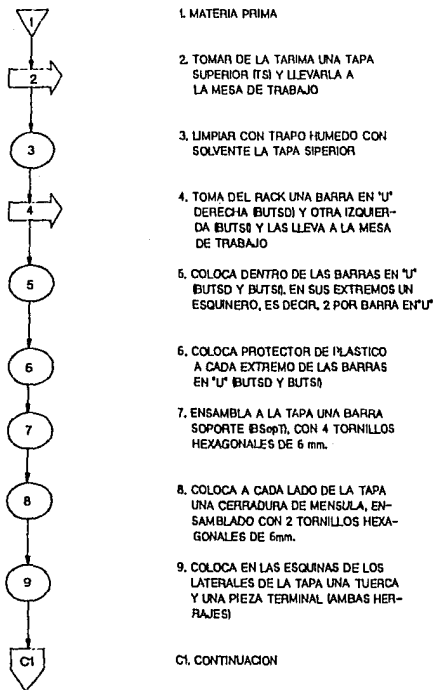 1
1. MATERIA PRIMA
2
2. TOMAR DE LA TARIMA UNA TAPA
SUPERIOR (TS) Y LLEVARLA A
LA MESA DE TRABAJO
3
3. LIMPIAR CON TRAPO HUMEDO CON
SOLVENTE LA TAPA SIPERIOR
4
4. TOMA DEL RACK UNA BARRA EN "U"
DERECHA (BUTSD) Y OTRA IZQUIER-
DA (BUTSI) Y LAS LLEVA A LA MESA
DE TRABAJO
5
5. COLOCA DENTRO DE LAS BARRAS EN "U"
(BUTSD Y BUTSI), EN SUS EXTREMOS UN
ESQUINERO, ES DECIR, 2 POR BARRA EN"U"
6
6. COLOCA PROTECTOR DE PLASTICO
A CADA EXTREMO DE LAS BARRAS
EN "U" (BUTSD Y BUTSI)
7
7. ENSAMBLA A LA TAPA UNA BARRA
SOPORTE (BSopT), CON 4 TORNILLOS
HEXAGONALES DE 6 mm.
8
8. COLOCA A CADA LADO DE LA TAPA
UNA CERRADURA DE MENSULA, EN-
SAMBLADO CON 2 TORNILLOS HEXA-
GONALES DE 6mm.
9
9. COLOCA EN LAS ESQUINAS DE LOS
LATERALES DE LA TAPA UNA TUERCA
Y UNA PIEZA TERMINAL (AMBAS HER-
RAJES)
C1
C1. CONTINUACION